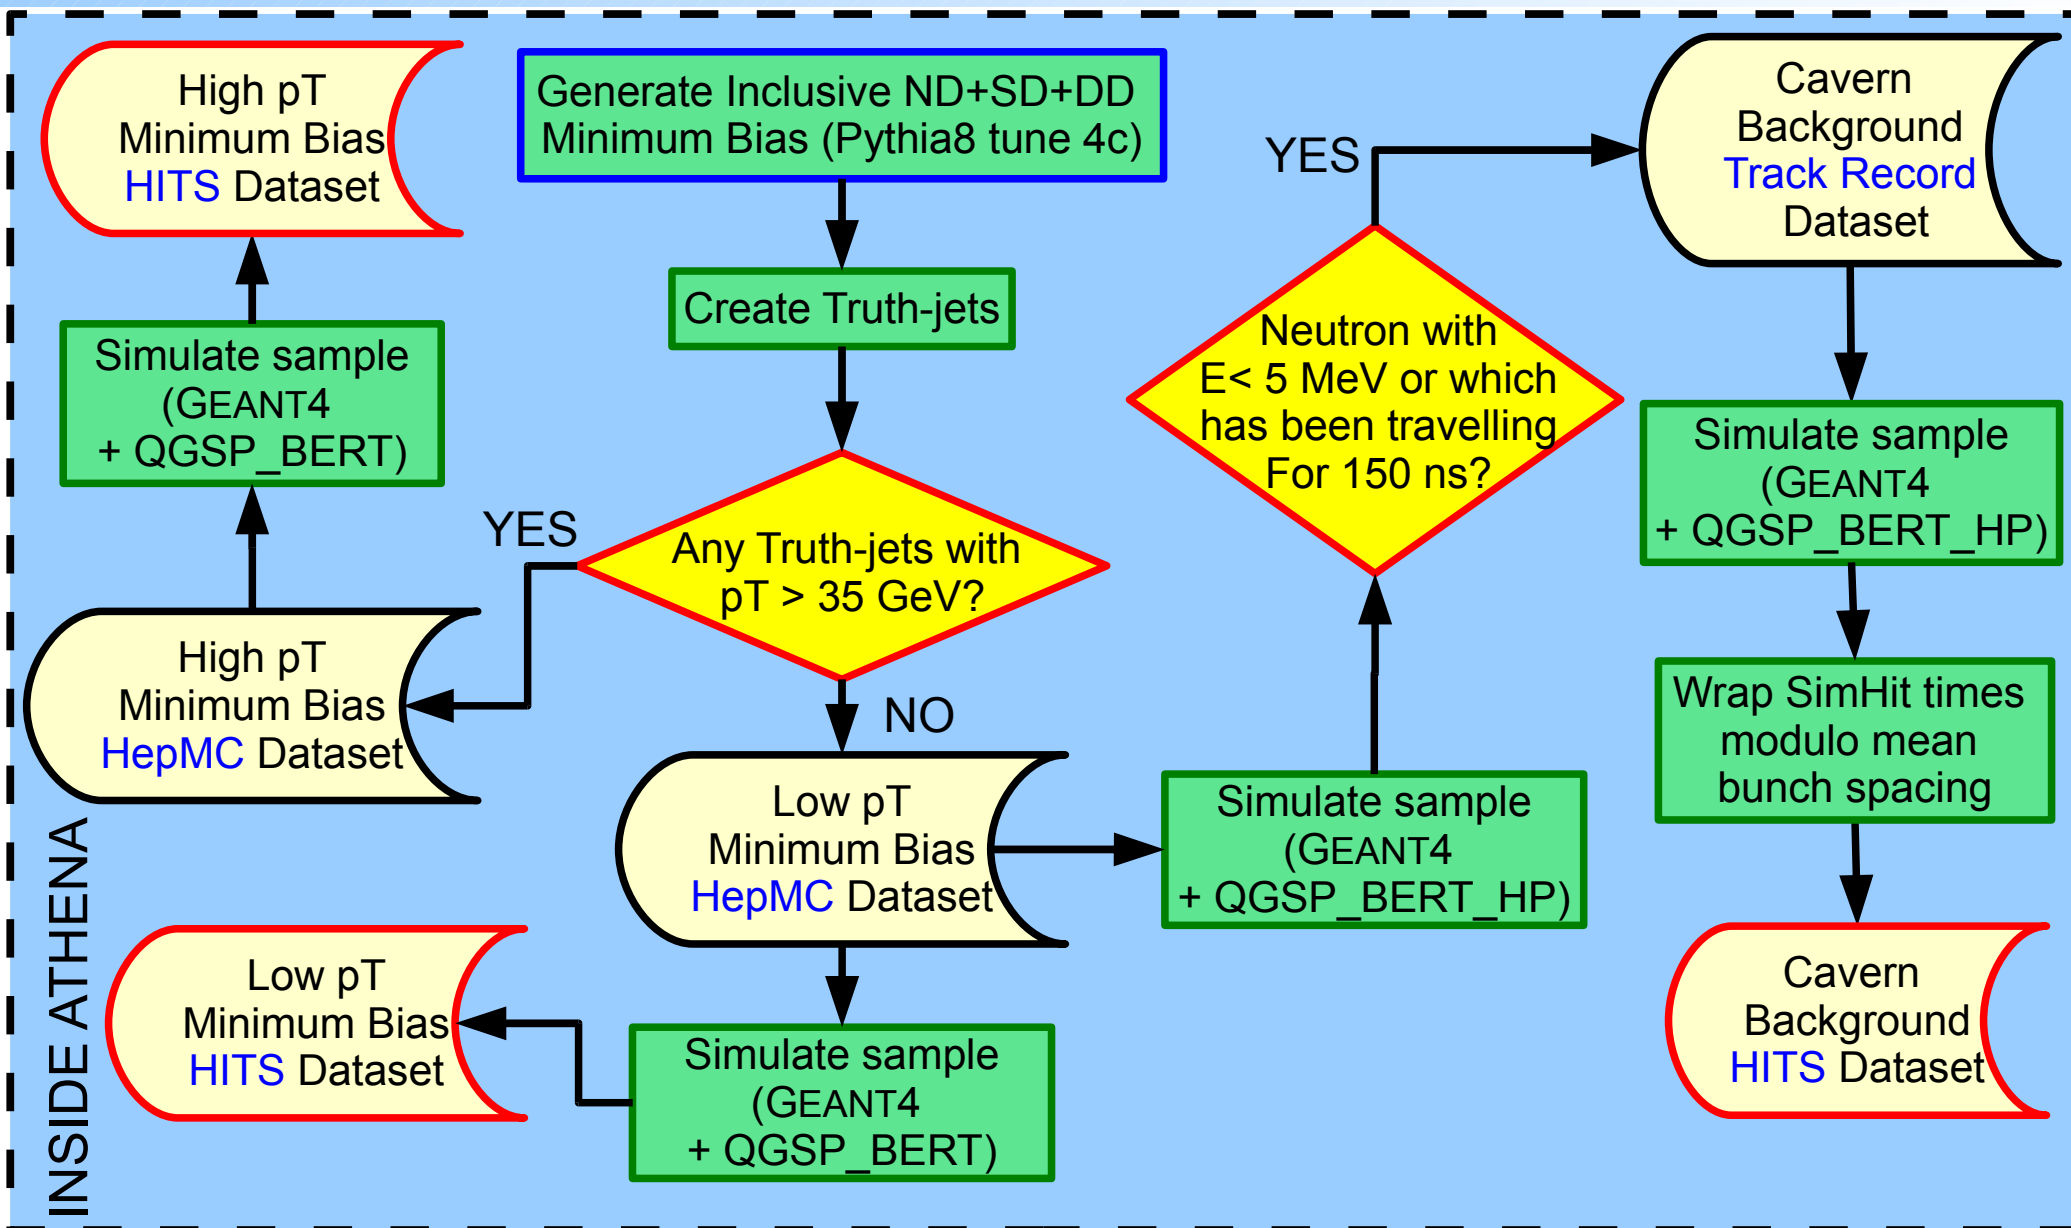 High pT
Minimum Bias
HITS Dataset
Simulate sample
(GEANT4
+ QGSP_BERT)
High pT
Minimum Bias
HepMC Dataset
Generate Inclusive ND+SD+DD
Minimum Bias (Pythia8 tune 4c)
Create Truth-jets
YES
Any Truth-jets with
pT > 35 GeV?
NO
Low pT
Minimum Bias
HepMC Dataset
Low pT
Minimum Bias
HITS Dataset
Simulate sample
(GEANT4
+ QGSP_BERT)
Simulate sample
(GEANT4
+ QGSP_BERT_HP)
YES
Neutron with
E< 5 MeV or which
has been travelling
For 150 ns?
Cavern
Background
Track Record
Dataset
Simulate sample
(GEANT4
+ QGSP_BERT_HP)
Wrap SimHit times
modulo mean
bunch spacing
Cavern
Background
HITS Dataset
INSIDE ATHENA